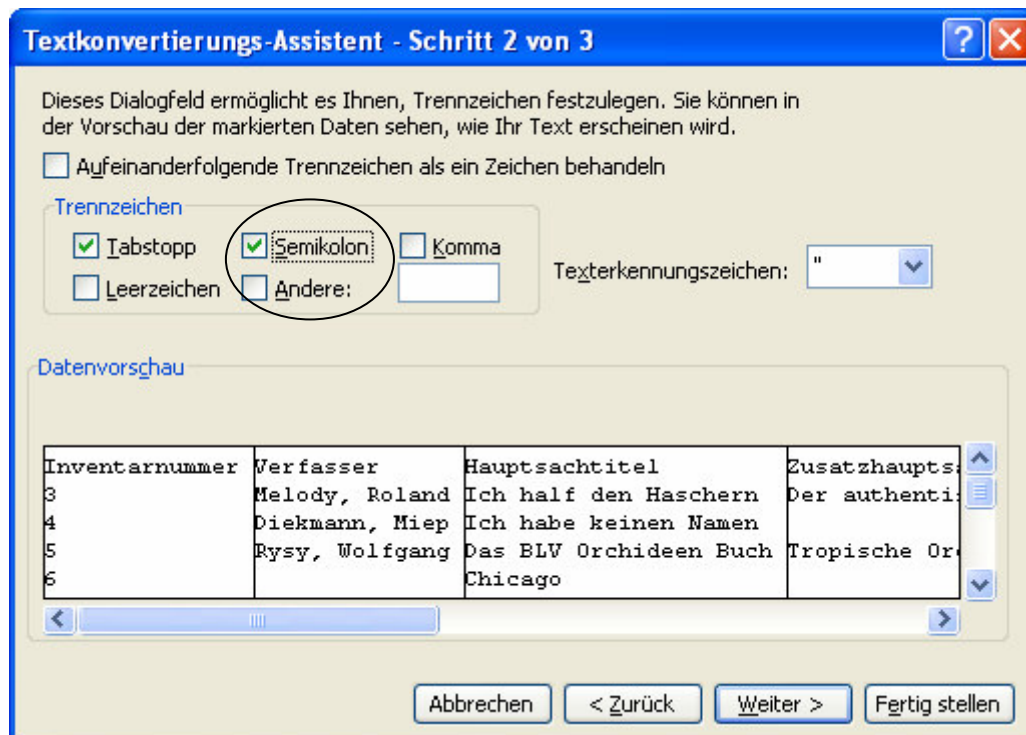 Textkonvertierungs-Assistent - Schritt 2 von 3
Dieses Dialogfeld ermöglicht es Ihnen, Trennzeichen festzulegen. Sie können in
der Vorschau der markierten Daten sehen, wie Ihr Text erscheinen wird.
Aufeinanderfolgende Trennzeichen als ein Zeichen behandeln
Trennzeichen
Tabstopp Semikolon Komma
Leerzeichen Andere:
Texterkennungszeichen: "
Datenvorschau
Inventarnummer Verfasser Hauptsachtitel Zusatzhaupts
3 Melody, Roland Ich half den Haschern Der authenti
4 Diekmann, Miep Ich habe keinen Namen
5 Rysy, Wolfgang Das BLV Orchideen Buch Tropische Or
6 Chicago
Abbrechen < Zurück Weiter > Fertig stellen